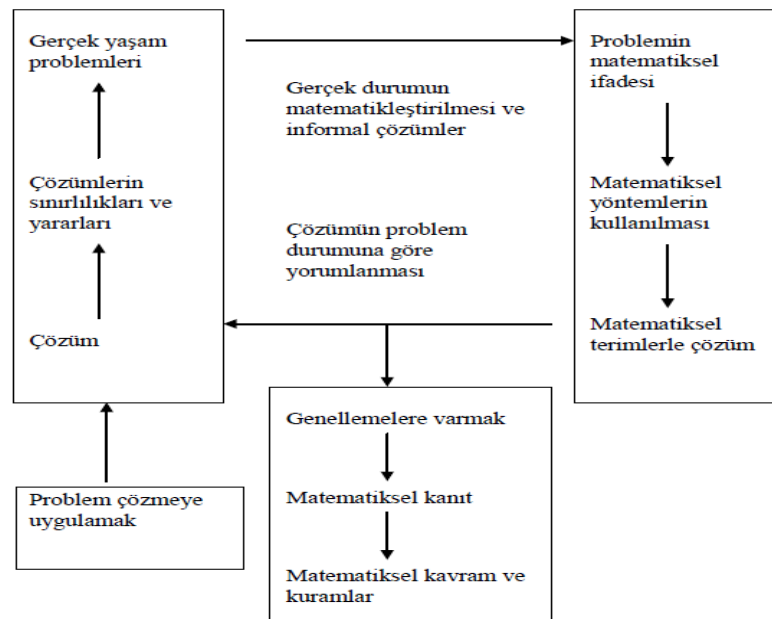 Gerçek yaşam
problemleri
Çözümlerin
sınırlılıkları ve
yararları
Çözüm
Gerçek durumun
matematikleştirilmesi ve
informal çözümler
Çözümün problem
durumuna göre
yorumlanması
Problemin
matematiksel
ifadesi
Matematiksel
yöntemlerin
kullanılması
Matematiksel
terimlerle çözüm
Problem çözmeye
uygulamak
Genellemelere varmak
Matematiksel kanıt
Matematiksel kavram ve
kuramlar